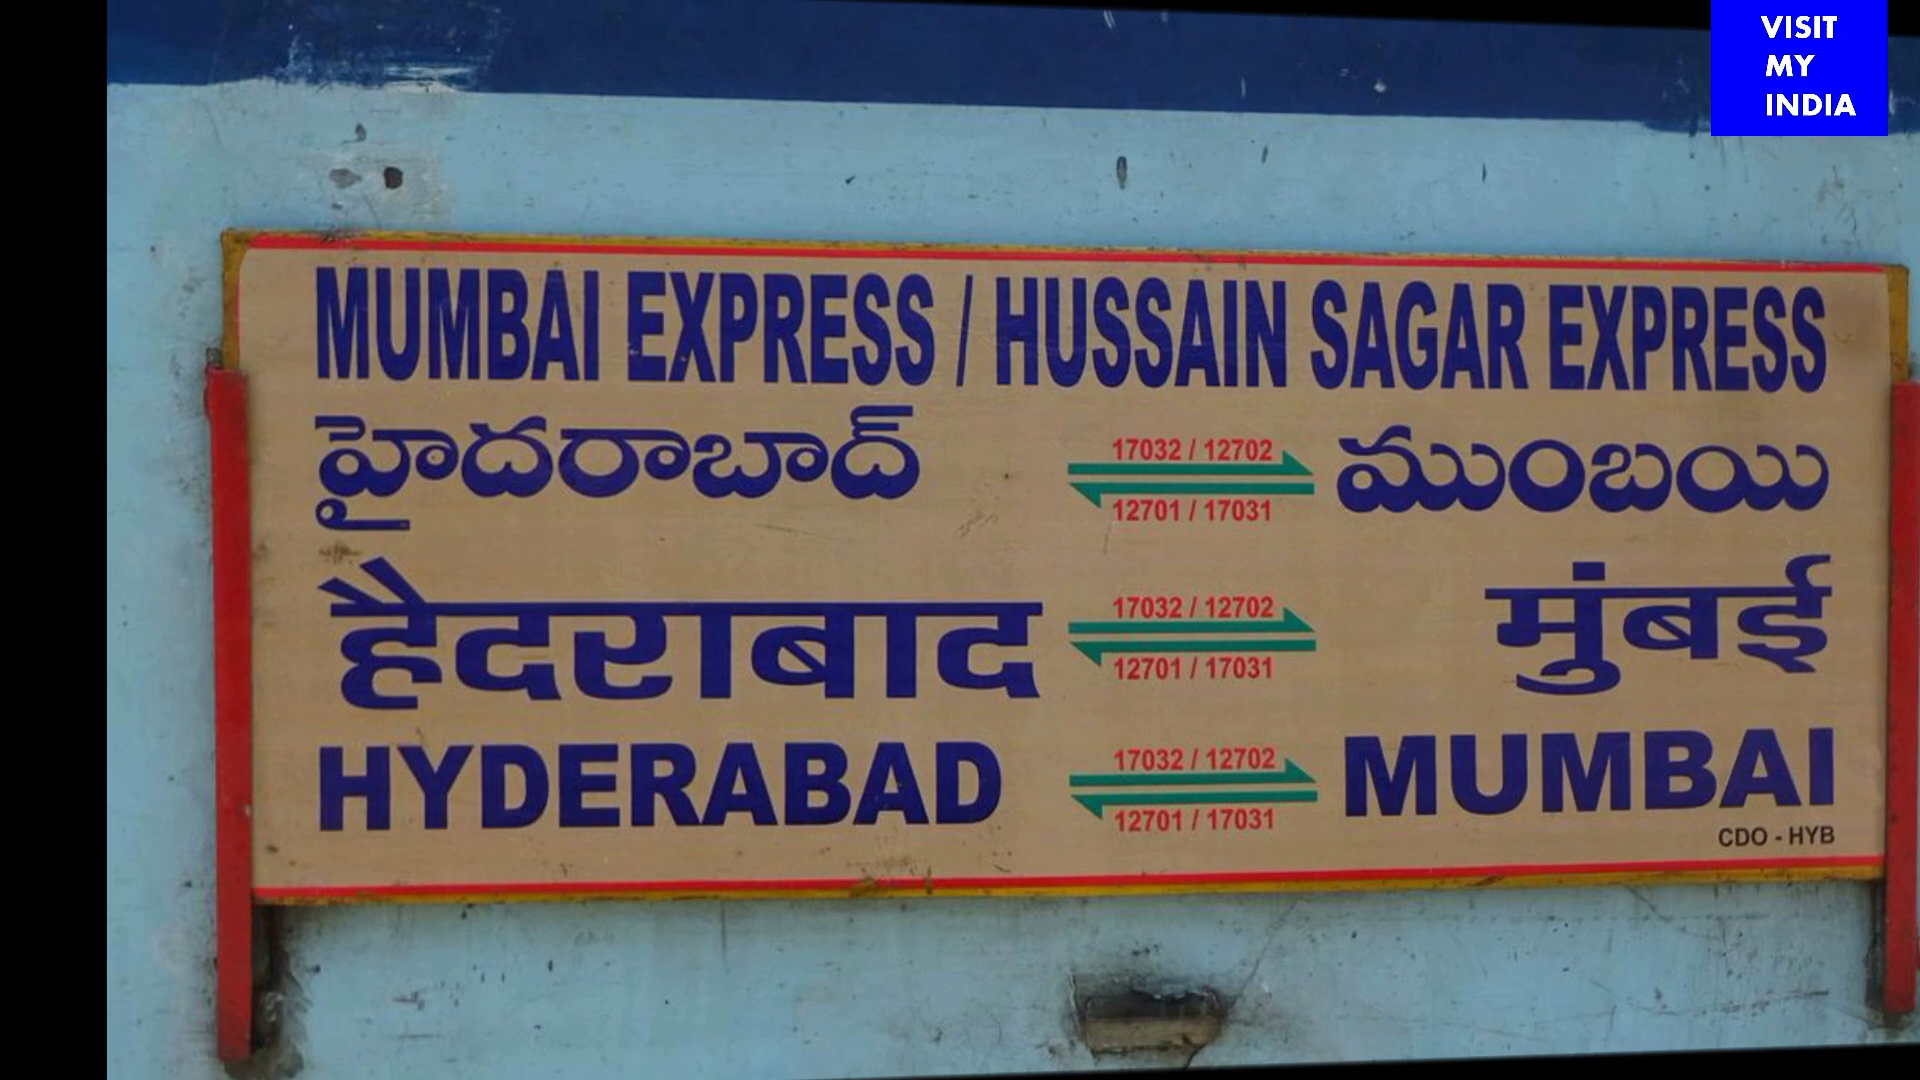 VISIT
MY
INDIA
MUMBAI EXPRESS / HUSSAIN SAGAR EXPRESS
హైదరాబాద్ 17032 / 12702 ముంబయి
12701 / 17031
हैदराबाद 17032 / 12702 मुंबई
12701 / 17031
HYDERABAD 17032 / 12702 MUMBAI
12701 / 17031
CDO - HYB